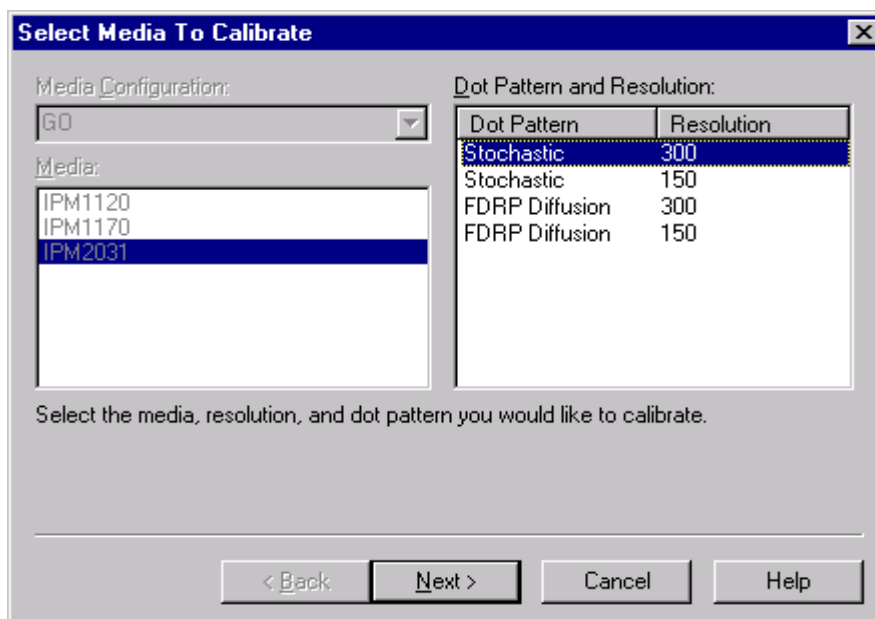 Select Media To Calibrate
Media Configuration:
GO
Media:
IPM1120
IPM1170
IPM2031
Dot Pattern and Resolution:
Dot Pattern Resolution
Stochastic 300
Stochastic 150
FDRP Diffusion 300
FDRP Diffusion 150
Select the media, resolution, and dot pattern you would like to calibrate.
< Back Next > Cancel Help